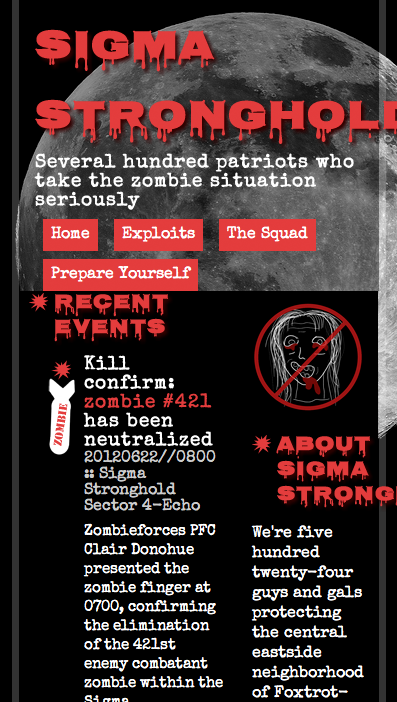 SIGMA
STRONGHOLD
Several hundred patriots who
take the zombie situation
seriously
Home
Exploits
The Squad
Prepare Yourself
RECENT
EVENTS
ZOMBIE
Kill
confirm:
zombie #421
has been
neutralized
20120622//0800
:: Sigma
Stronghold
Sector 4-Echo
Zombieforces PFC
Clair Donohue
presented the
zombie finger at
0700, confirming
the elimination
of the 421st
enemy combatant
zombie within the
Sigma
ABOUT
SIGMA
STRONG
We're five
hundred
twenty-four
guys and gals
protecting
the central
eastside
neighborhood
of Foxtrot-